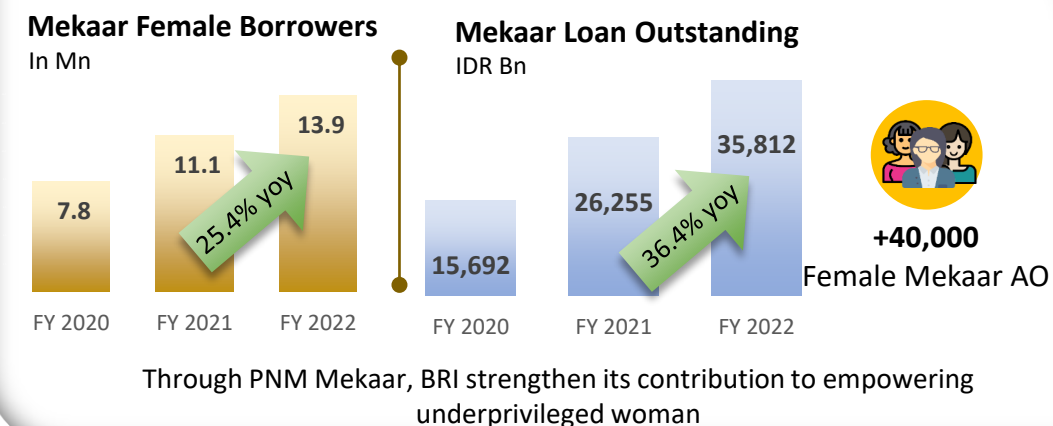 Mekaar Female Borrowers
In Mn
7.8
11.1
13.9
25.4% yoy
FY 2020
FY 2021
FY 2022
Mekaar Loan Outstanding
IDR Bn
15,692
26,255
35,812
36.4% yoy
FY 2020
FY 2021
FY 2022
+40,000
Female Mekaar AO
Through PNM Mekaar, BRI strengthen its contribution to empowering
underprivileged woman